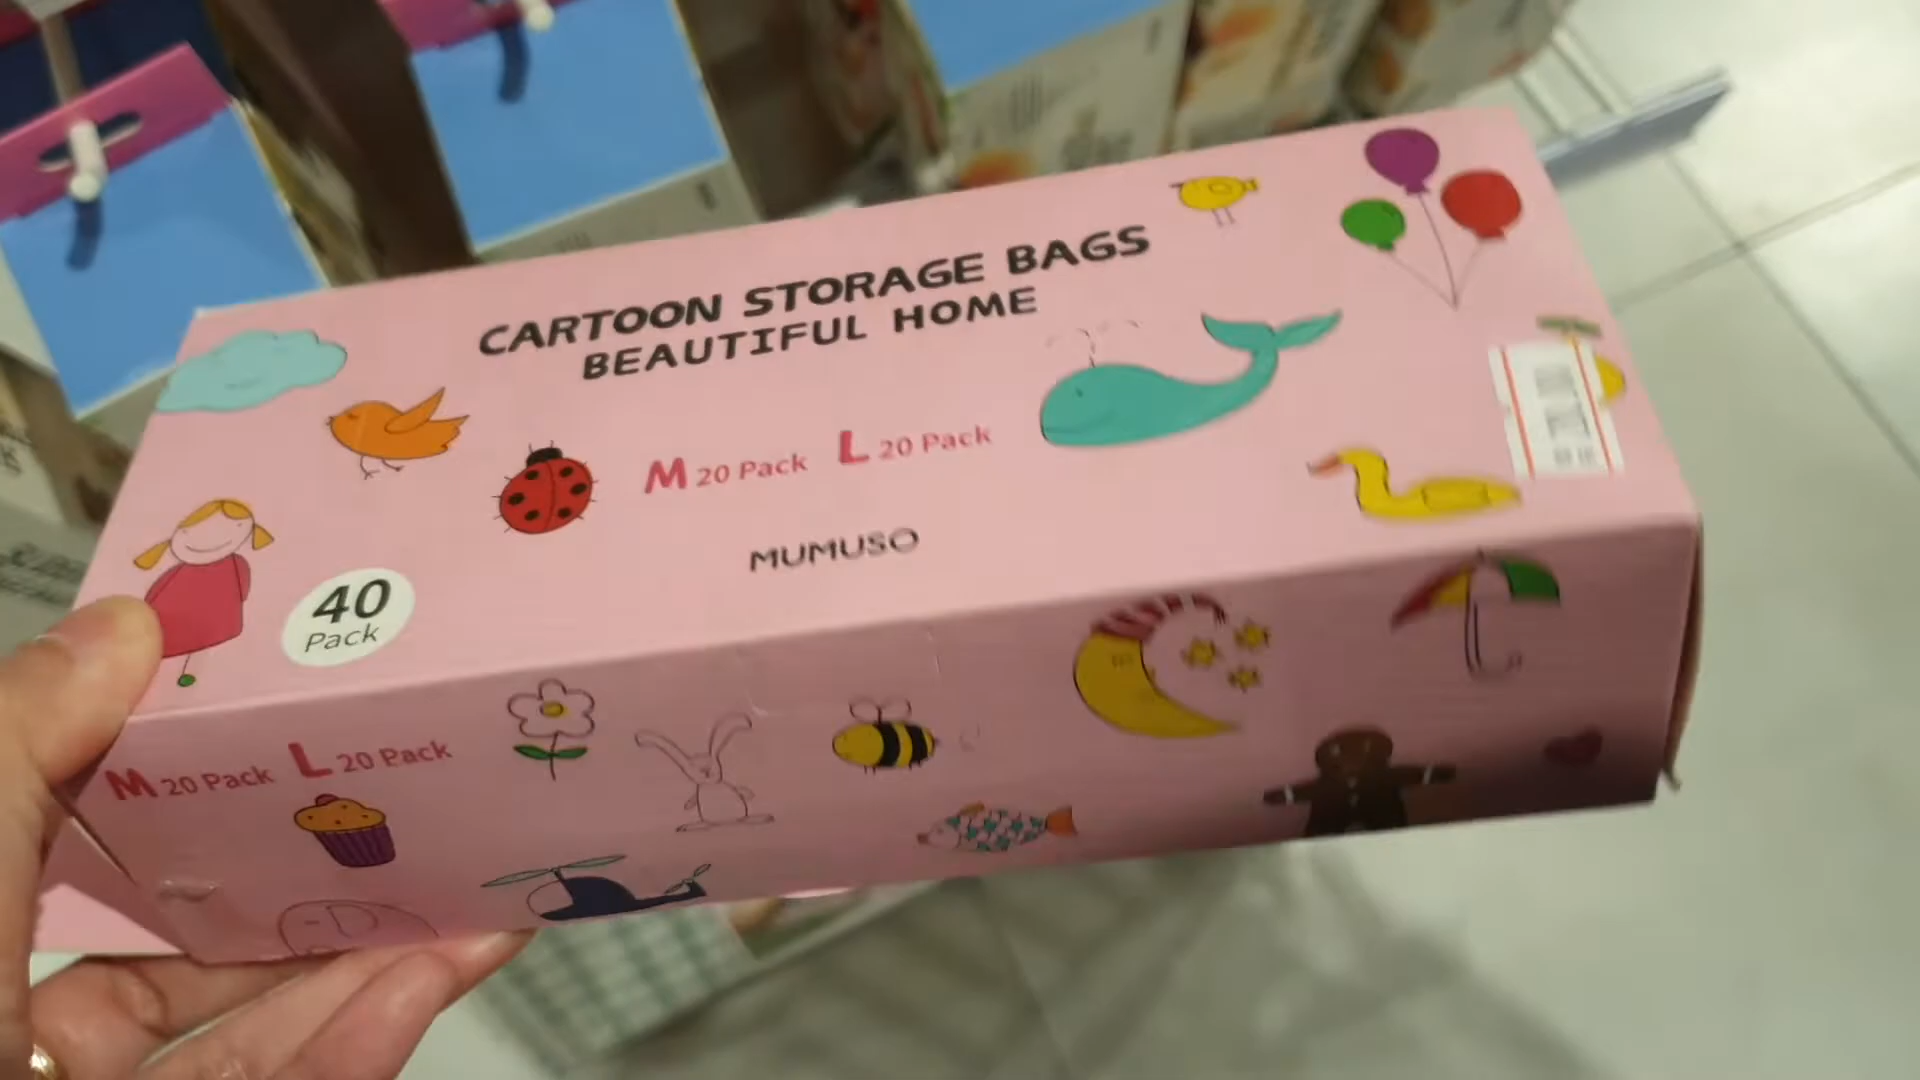 CARTOON STORAGE BAGS
BEAUTIFUL HOME
M 20 Pack L 20 Pack
MUMUSO
40
Pack
M 20 Pack L 20 Pack